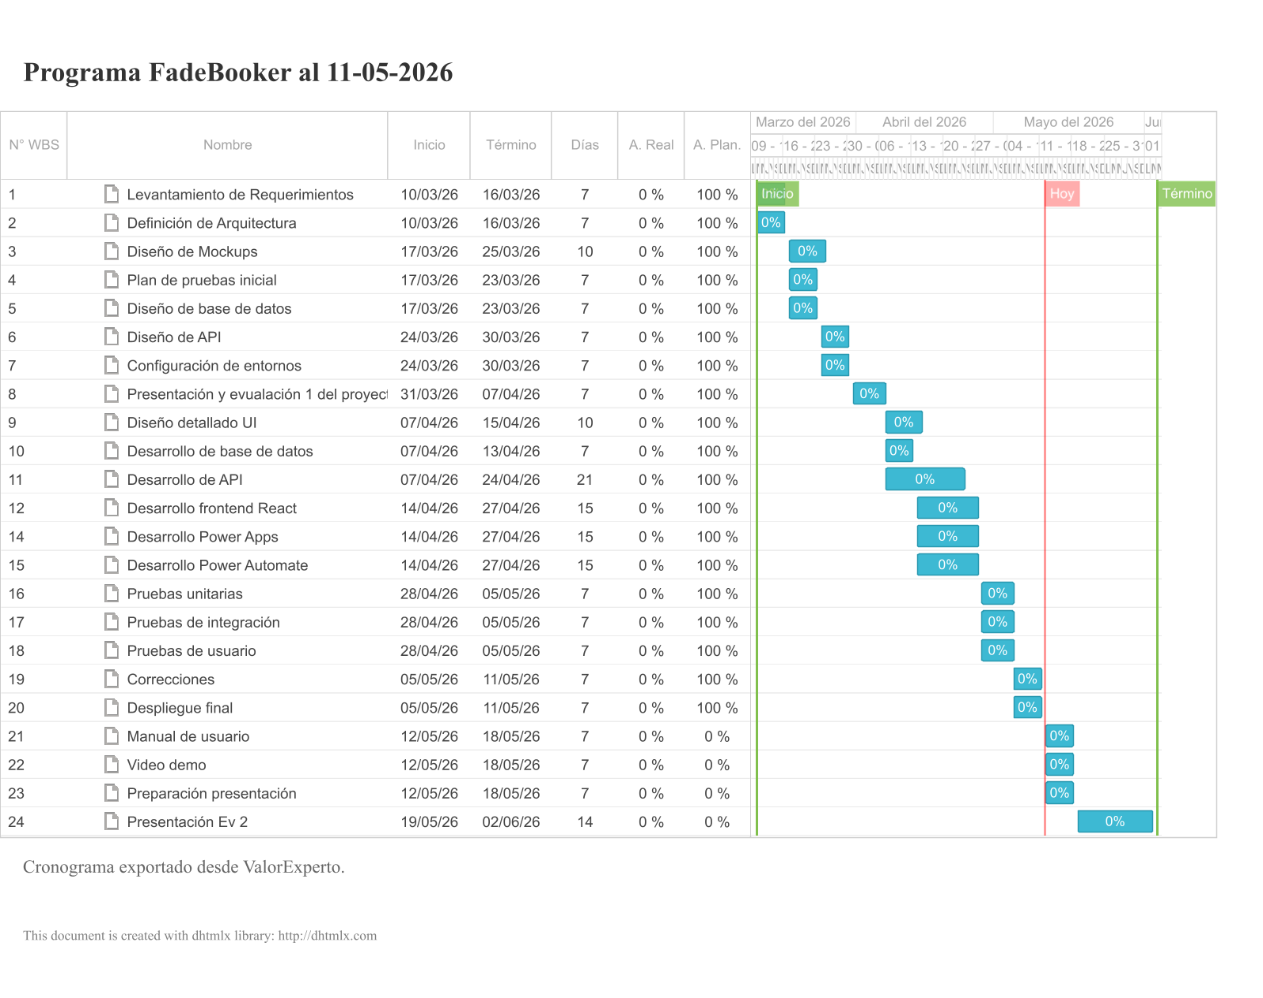 Programa FadeBooker al 11-05-2026
N° WBS Nombre Inicio Término Días A. Real A. Plan. Marzo del 2026 Abril del 2026 Mayo del 2026
1 Levantamiento de Requerimientos 10/03/26 16/03/26 7 0 % 100 % Inicio Hoy Término
2 Definición de Arquitectura 10/03/26 16/03/26 7 0 % 100 % 0%
3 Diseño de Mockups 17/03/26 25/03/26 10 0 % 100 % 0%
4 Plan de pruebas inicial 17/03/26 23/03/26 7 0 % 100 % 0%
5 Diseño de base de datos 17/03/26 23/03/26 7 0 % 100 % 0%
6 Diseño de API 24/03/26 30/03/26 7 0 % 100 % 0%
7 Configuración de entornos 24/03/26 30/03/26 7 0 % 100 % 0%
8 Presentación y evualación 1 del proyect 31/03/26 07/04/26 7 0 % 100 % 0%
9 Diseño detallado UI 07/04/26 15/04/26 10 0 % 100 % 0%
10 Desarrollo de base de datos 07/04/26 13/04/26 7 0 % 100 % 0%
11 Desarrollo de API 07/04/26 24/04/26 21 0 % 100 % 0%
12 Desarrollo frontend React 14/04/26 27/04/26 15 0 % 100 % 0%
14 Desarrollo Power Apps 14/04/26 27/04/26 15 0 % 100 % 0%
15 Desarrollo Power Automate 14/04/26 27/04/26 15 0 % 100 % 0%
16 Pruebas unitarias 28/04/26 05/05/26 7 0 % 100 % 0%
17 Pruebas de integración 28/04/26 05/05/26 7 0 % 100 % 0%
18 Pruebas de usuario 28/04/26 05/05/26 7 0 % 100 % 0%
19 Correcciones 05/05/26 11/05/26 7 0 % 100 % 0%
20 Despliegue final 05/05/26 11/05/26 7 0 % 100 % 0%
21 Manual de usuario 12/05/26 18/05/26 7 0 % 0 % 0%
22 Video demo 12/05/26 18/05/26 7 0 % 0 % 0%
23 Preparación presentación 12/05/26 18/05/26 7 0 % 0 % 0%
24 Presentación Ev 2 19/05/26 02/06/26 14 0 % 0 % 0%
Cronograma exportado desde ValorExperto.
This document is created with dhtmlx library: http://dhtmlx.com